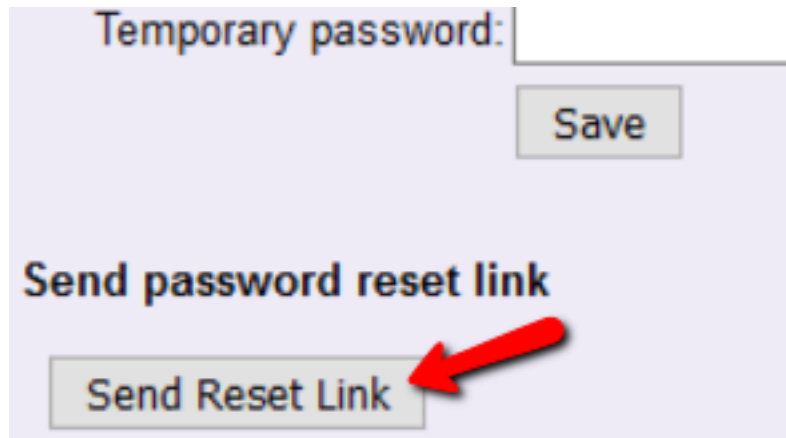 Temporary password:
Save
Send password reset link
Send Reset Link